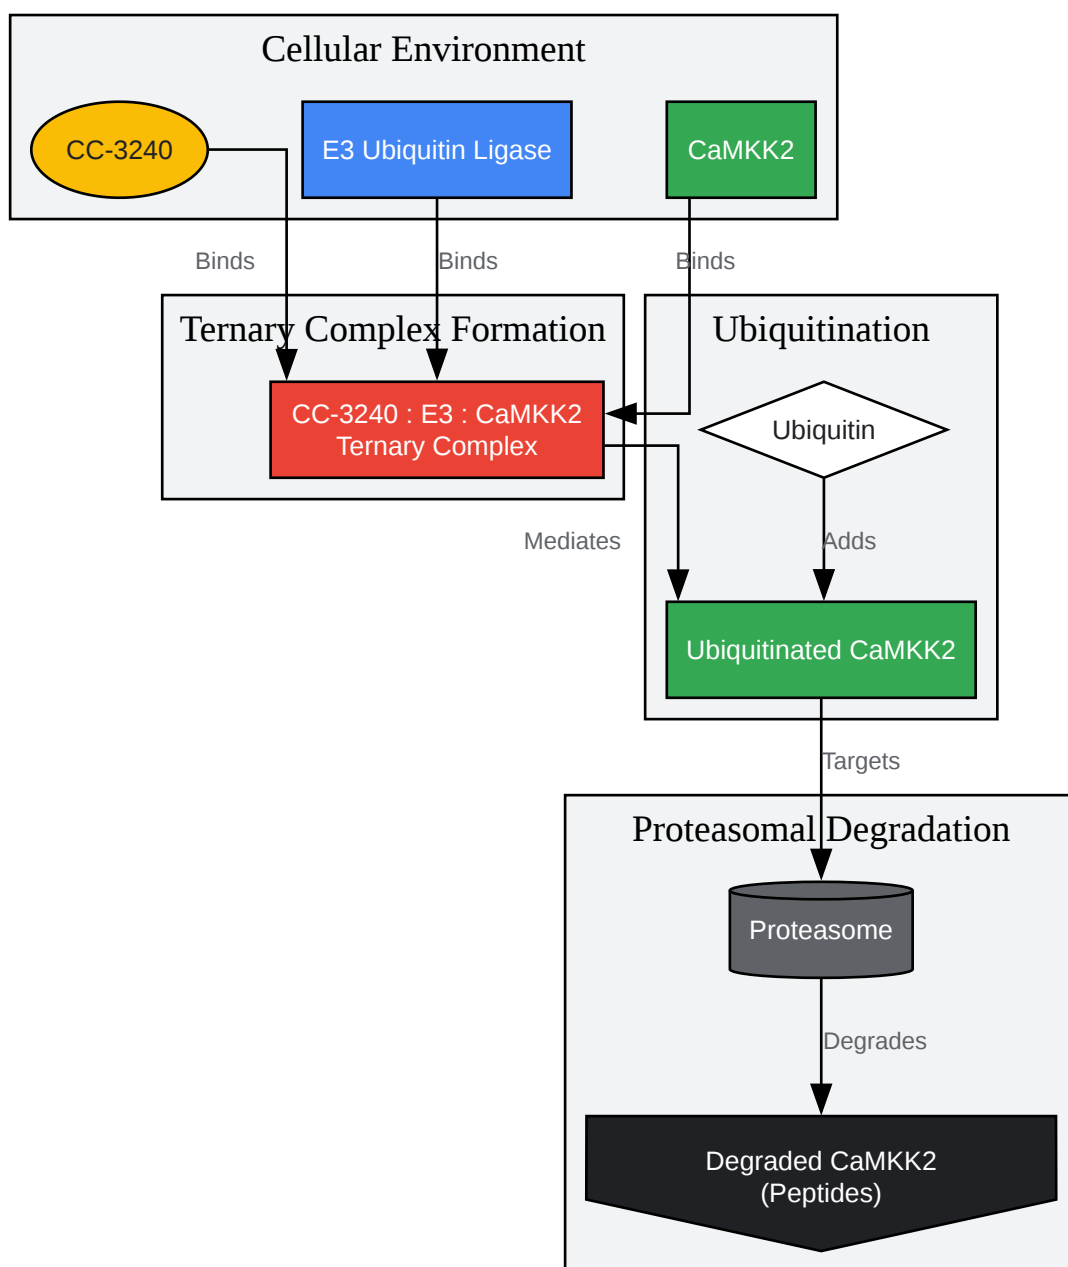 Cellular Environment
CC-3240
E3 Ubiquitin Ligase
CaMKK2
Binds
Binds
Binds
Ternary Complex Formation
Ubiquitination
CC-3240 : E3 : CaMKK2
Ternary Complex
Ubiquitin
Mediates
Adds
Ubiquitinated CaMKK2
Targets
Proteasomal Degradation
Proteasome
Degrades
Degraded CaMKK2
(Peptides)